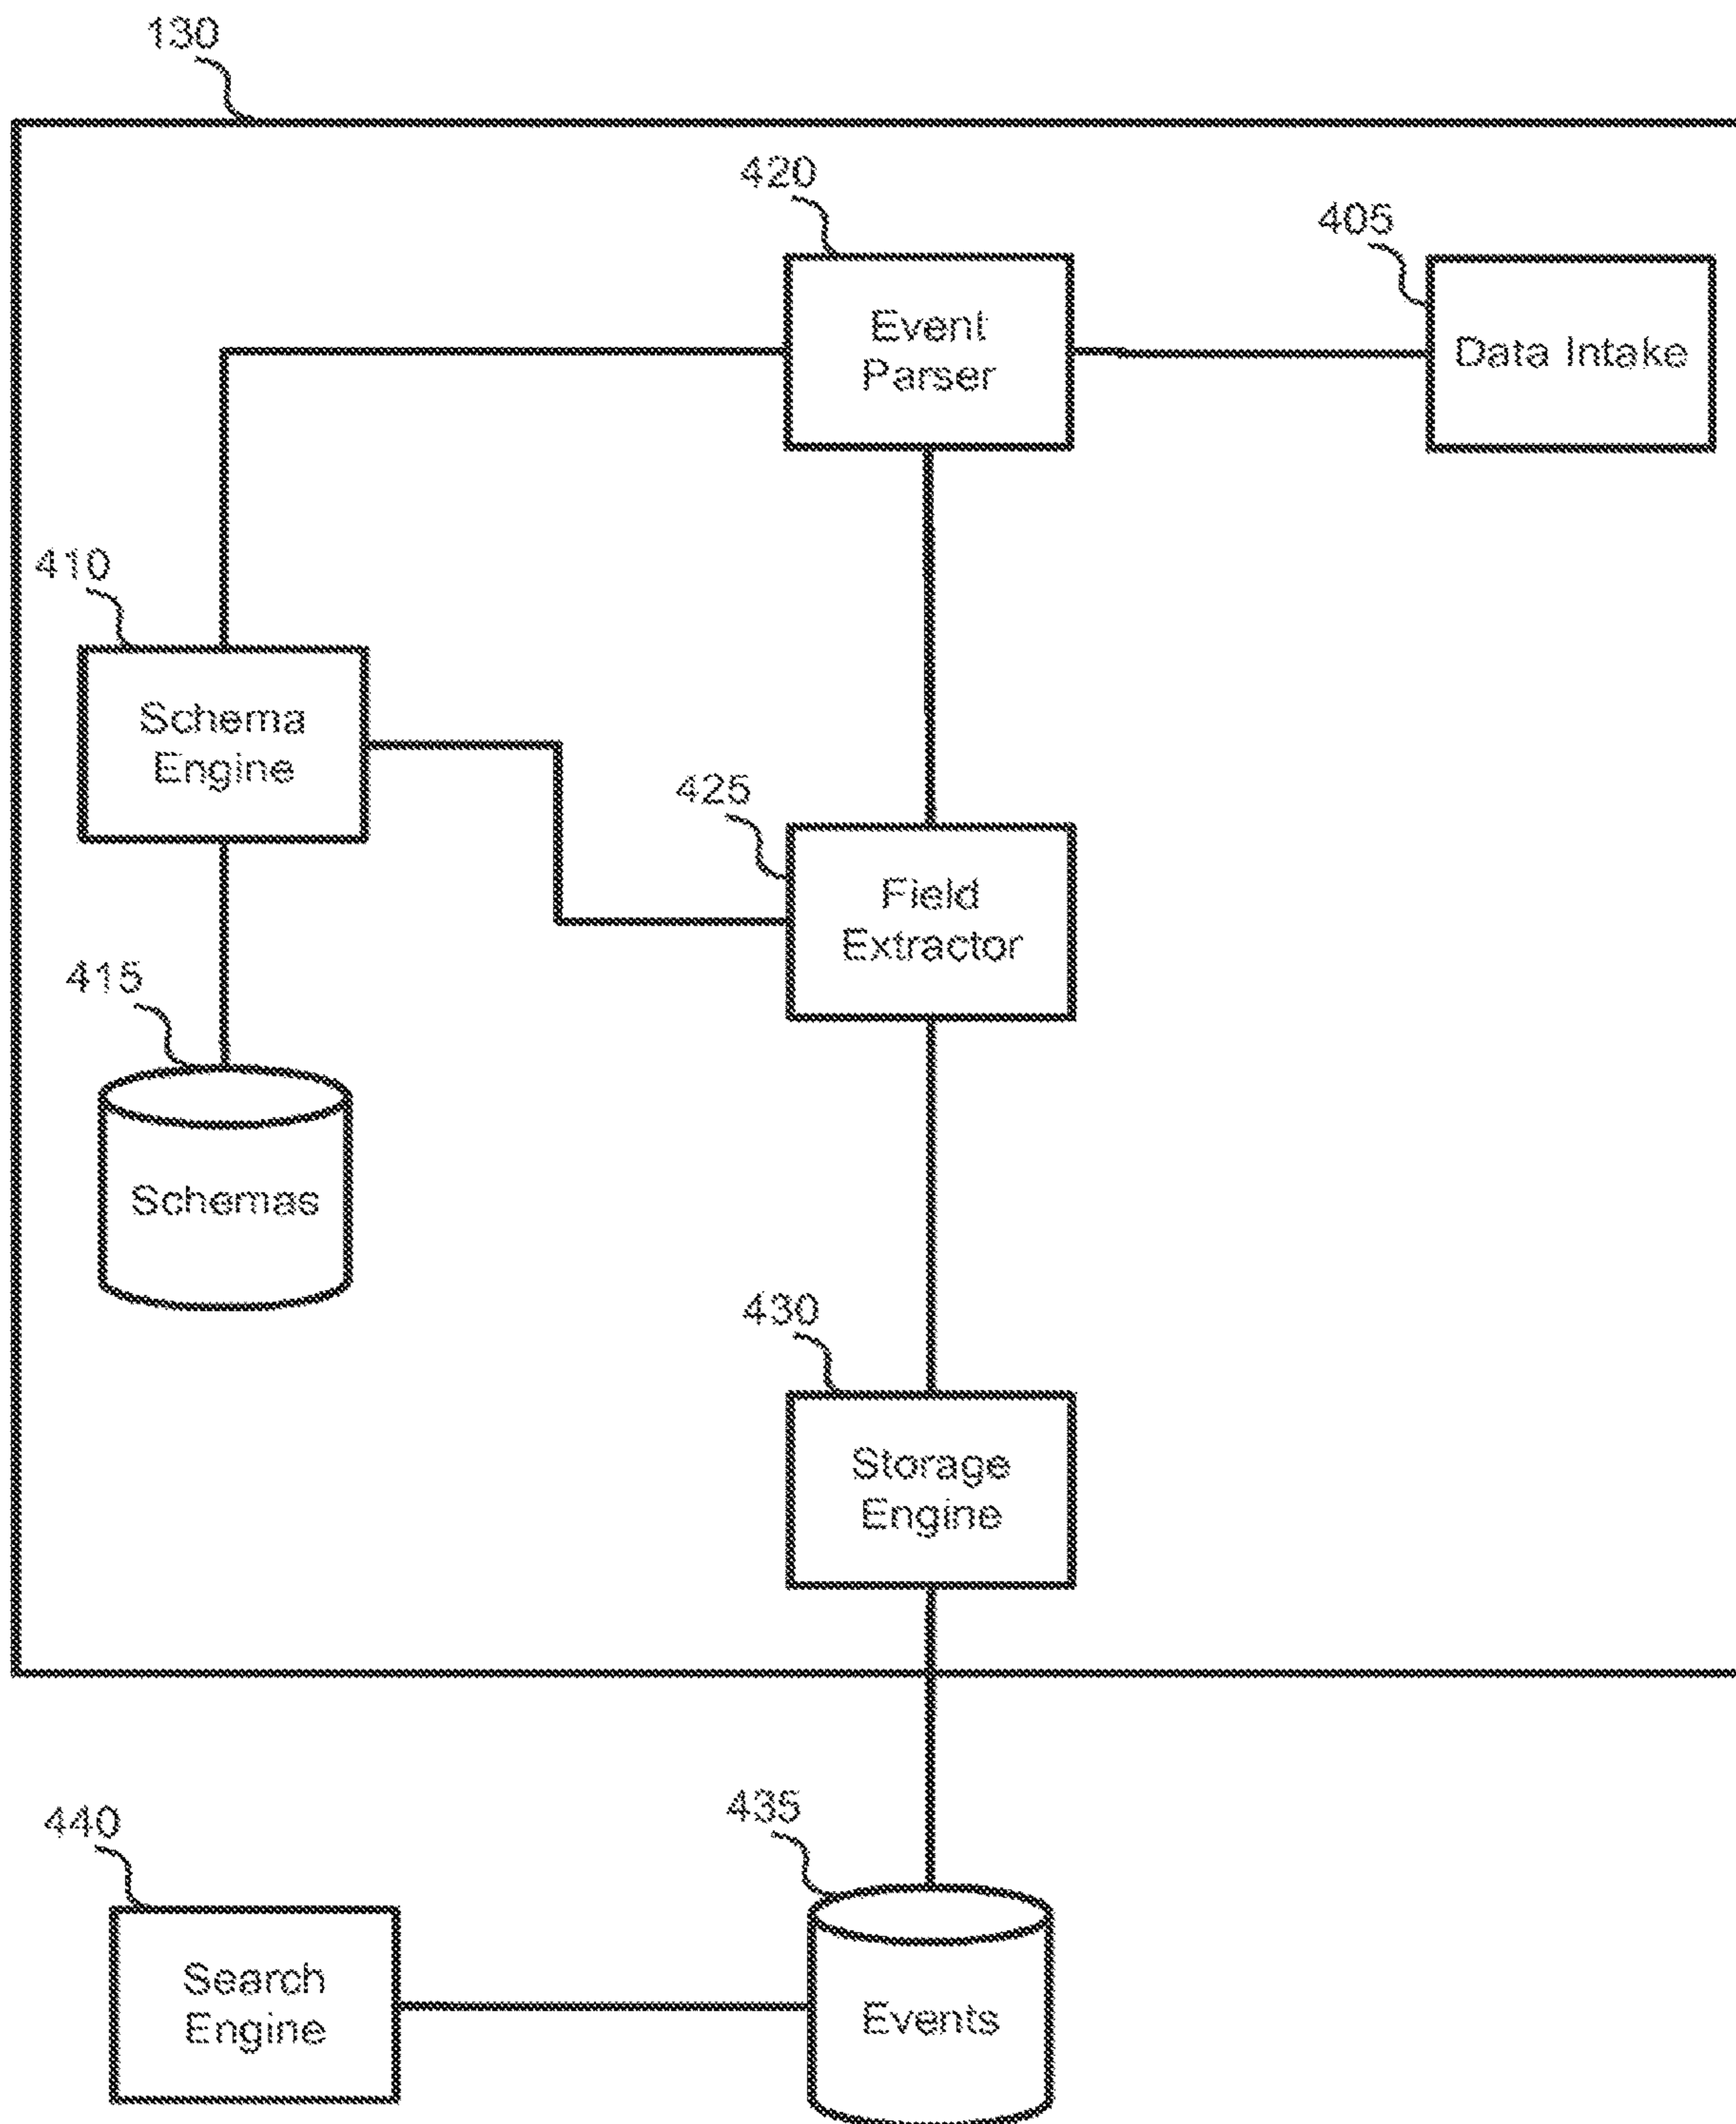 130
420
405
Event
Parser
Data Intake
410
Schema
Engine
425
Field
Extractor
415
Schemas
430
Storage
Engine
440
435
Search
Engine
Events